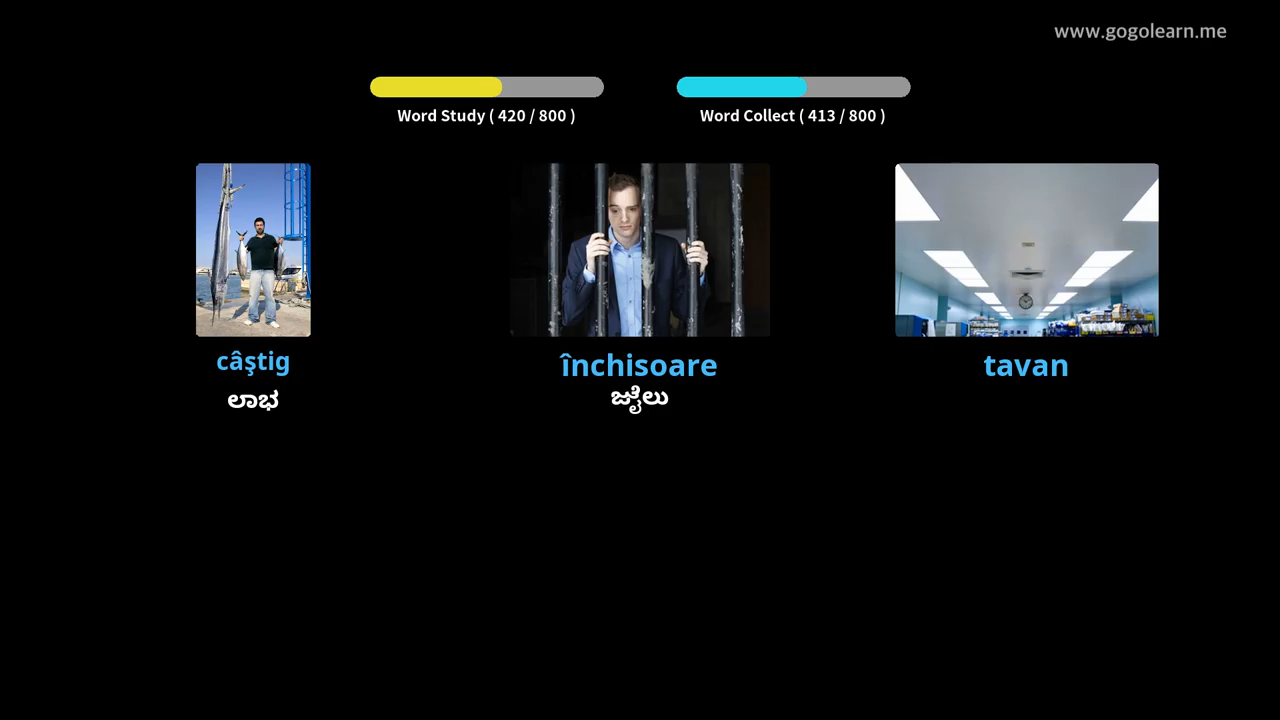 www.gogolearn.me
Word Study ( 420 / 800 )
Word Collect ( 413 / 800 )
câştig
închisoare
tavan
ಲಾಭ
ಜೈಲು